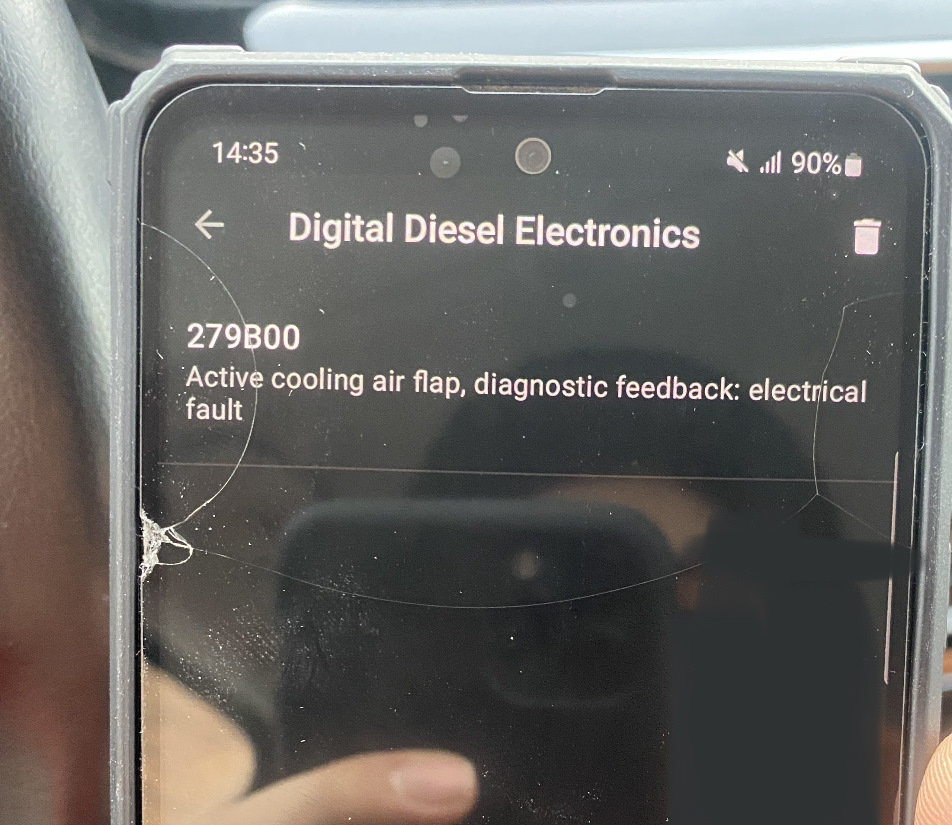 14:35 90%
Digital Diesel Electronics
279B00
Active cooling air flap, diagnostic feedback: electrical
fault